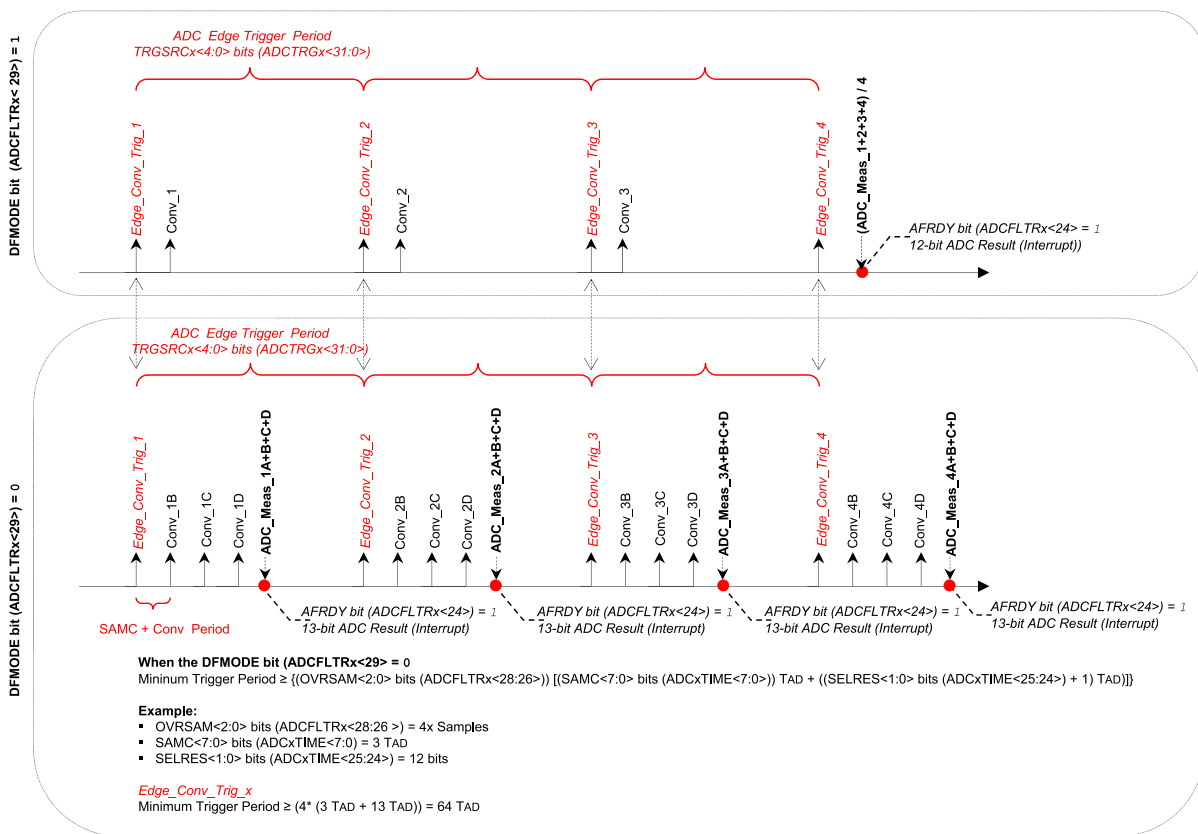 DFMODE bit (ADCFLTRx< 29>) = 1
ADC Edge Trigger Period
TRGSRCx<4:0> bits (ADCTRGx<31:0>)
Edge_Conv_Trig_1
Conv_1
Edge_Conv_Trig_2
Conv_2
Edge_Conv_Trig_3
Conv_3
Edge_Conv_Trig_4
(ADC_Meas_1+2+3+4) / 4
AFRDY bit (ADCFLTRx<24> = 1
12-bit ADC Result (Interrupt))
DFMODE bit (ADCFLTRx<29>) = 0
ADC Edge Trigger Period
TRGSRCx<4:0> bits (ADCTRGx<31:0>)
Edge_Conv_Trig_1
Conv_1B
Conv_1C
Conv_1D
ADC_Meas_1A+B+C+D
Edge_Conv_Trig_2
Conv_2B
Conv_2C
Conv_2D
ADC_Meas_2A+B+C+D
Edge_Conv_Trig_3
Conv_3B
Conv_3C
Conv_3D
ADC_Meas_3A+B+C+D
Edge_Conv_Trig_4
Conv_4B
Conv_4C
Conv_4D
ADC_Meas_4A+B+C+D
SAMC + Conv Period
AFRDY bit (ADCFLTRx<24>) = 1
13-bit ADC Result (Interrupt)
AFRDY bit (ADCFLTRx<24>) = 1
13-bit ADC Result (Interrupt)
AFRDY bit (ADCFLTRx<24>) = 1
13-bit ADC Result (Interrupt)
AFRDY bit (ADCFLTRx<24>) = 1
13-bit ADC Result (Interrupt)
When the DFMODE bit (ADCFLTRx<29> = 0
Mininum Trigger Period ≥ {(OVRSAM<2:0> bits (ADCFLTRx<28:26>)) [(SAMC<7:0> bits (ADCxTIME<7:0>)) TAD + ((SELRES<1:0> bits (ADCxTIME<25:24>) + 1) TAD)]}
Example:
▪ OVRSAM<2:0> bits (ADCFLTRx<28:26 >) = 4x Samples
▪ SAMC<7:0> bits (ADCxTIME<7:0) = 3 TAD
▪ SELRES<1:0> bits (ADCxTIME<25:24>) = 12 bits
Edge_Conv_Trig_x
Minimum Trigger Period ≥ (4* (3 TAD + 13 TAD)) = 64 TAD